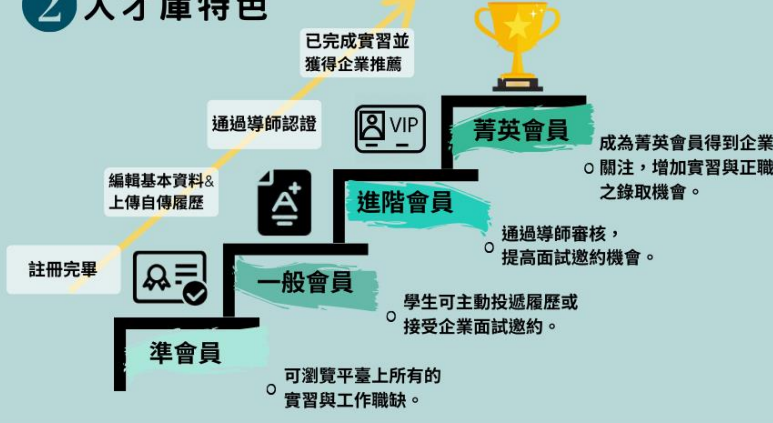 2 人才庫特色
已完成實習並
獲得企業推薦
通過導師認證
VIP
菁英會員
成為菁英會員得到企業
關注，增加實習與正職
之錄取機會。
編輯基本資料&
上傳自傳履歷
A+
進階會員
通過導師審核，
提高面試邀約機會。
註冊完畢
一般會員
學生可主動投遞履歷或
接受企業面試邀約。
準會員
可瀏覽平臺上所有的
實習與工作職缺。